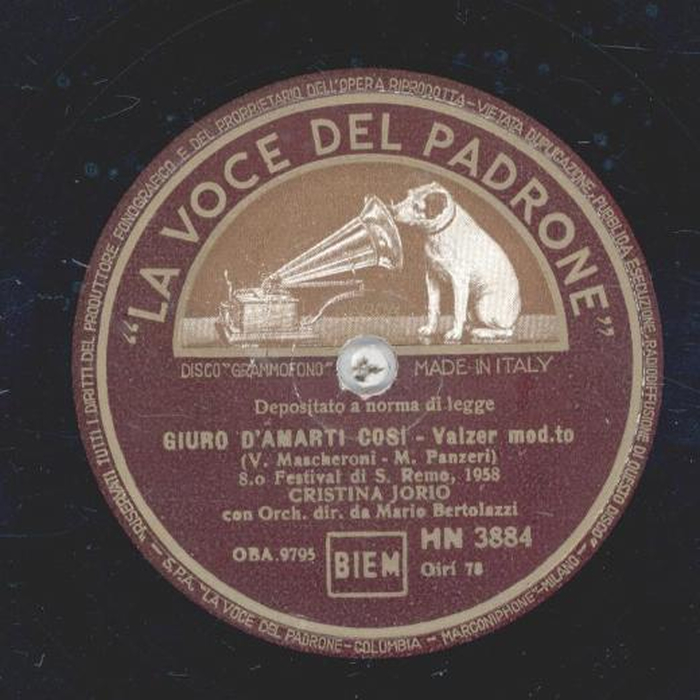 "RISERVATI TUTTI I DIRITTI DEL PRODUTTORE FONOGRAFICO E DEL PROPRIETARIO DELL'OPERA RIPRODOTTA - VIETATA DUPLICAZIONE, PUBBLICA ESECUZIONE, RADIODIFFUSIONE DI QUESTO DISCO"
"LA VOCE DEL PADRONE"
DISCO "GRAMMOFONO" MADE-IN ITALY
Depositato a norma di legge
GIURO D'AMARTI COSÍ - Valzer mod.to
(V. Mascheroni - M. Panzeri)
8.o Festival di S. Remo, 1958
CRISTINA JORIO
con Orch. dir. da Mario Bertolazzi
OBA.9795 BIEM HN 3884
Giri 78
- S.P.A. "LA VOCE DEL PADRONE - COLUMBIA - MARCONIPHONE" - MILANO -